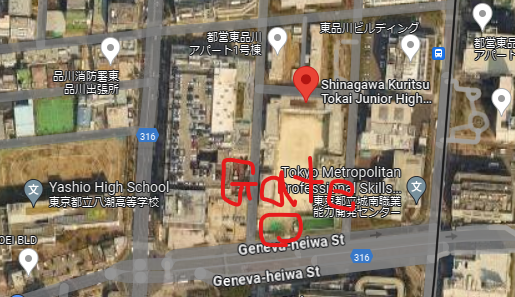 東品川ビルディング
都営東品川
アパート1号棟
都営東品
アパート
品川消防署東
品川出張所
Shinagawa Kuritsu
Tokai Junior High...
316
Tokyo Metropolitan
Professional Skills...
東京都立城南職業
能力開発センター
Yashio High School
東京都立八潮高等学校
OEI BLD
Geneva-heiwa St
316
Geneva-heiwa St